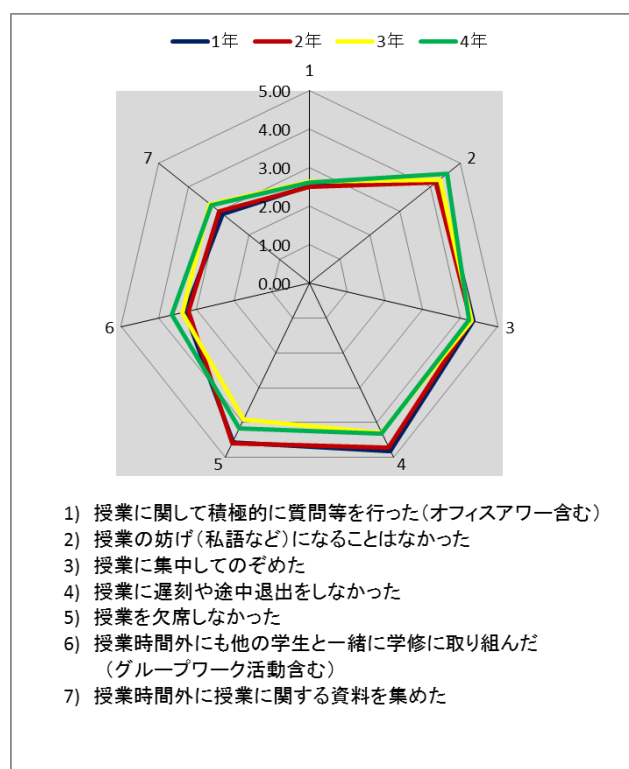 1年 2年 3年 4年
1
5.00
4.00
7 2
3.00
2.00
1.00
0.00
6 3
5 4
1) 授業に関して積極的に質問等を行った(オフィスアワー含む)
2) 授業の妨げ(私語など)になることはなかった
3) 授業に集中してのぞめた
4) 授業に遅刻や途中退出をしなかった
5) 授業を欠席しなかった
6) 授業時間外にも他の学生と一緒に学修に取り組んだ
(グループワーク活動含む)
7) 授業時間外に授業に関する資料を集めた